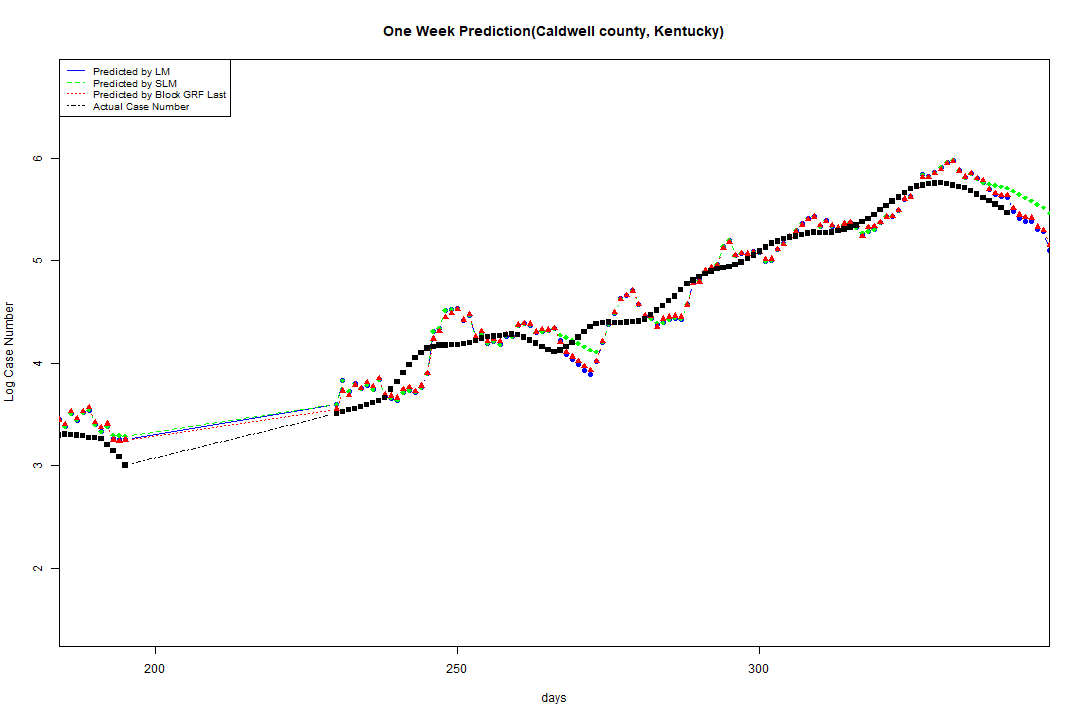 One Week Prediction(Caldwell county, Kentucky)
Predicted by LM
Predicted by SLM
Predicted by Block GRF Last
Actual Case Number
6
5
4
3
2
Log Case Number
200 250 300
days